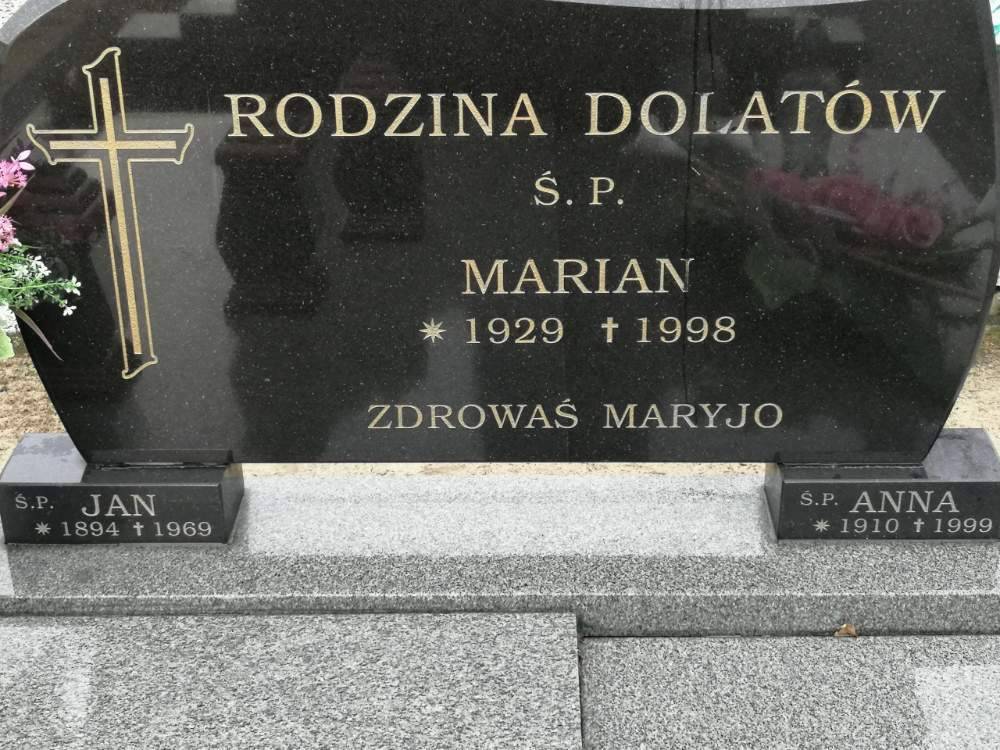 RODZINA DOLATÓW
Ś. P.
MARIAN
* 1929 † 1998
ZDROWAŚ MARYJO
Ś.P. JAN
* 1894 † 1969
Ś.P. ANNA
* 1910 † 1999